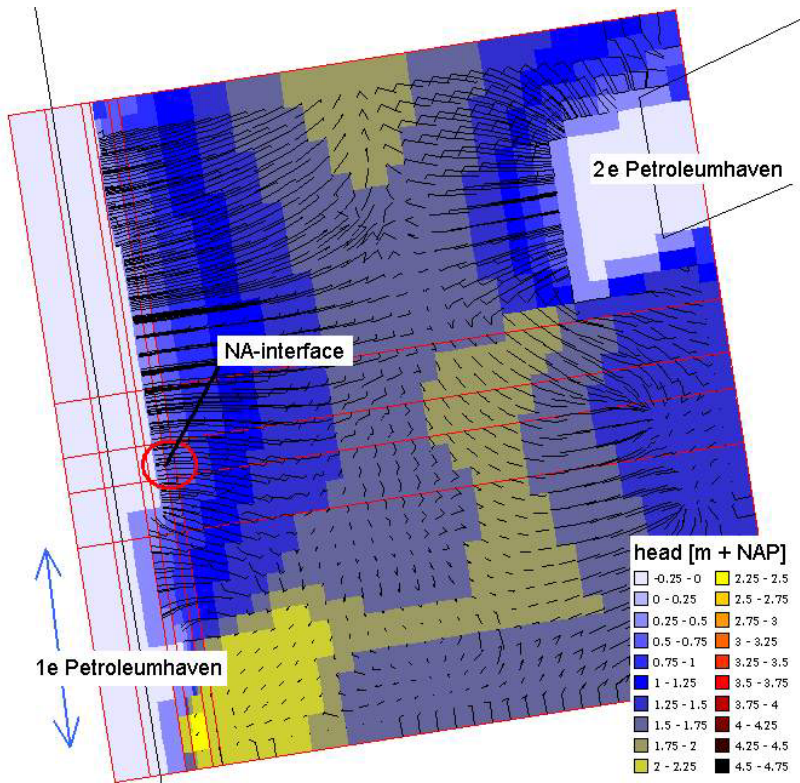 2e Petroleumhaven
NA-interface
1e Petroleumhaven
head [m + NAP]
-0.25 - 0
0 - 0.25
0.25 - 0.5
0.5 - 0.75
0.75 - 1
1 - 1.25
1.25 - 1.5
1.5 - 1.75
1.75 - 2
2 - 2.25
2.25 - 2.5
2.5 - 2.75
2.75 - 3
3 - 3.25
3.25 - 3.5
3.5 - 3.75
3.75 - 4
4 - 4.25
4.25 - 4.5
4.5 - 4.75